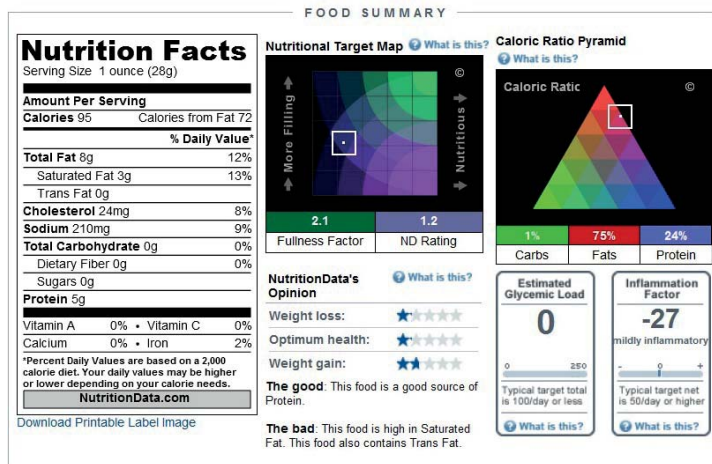 FOOD SUMMARY
Nutrition Facts
Serving Size 1 ounce (28g)
Amount Per Serving
Calories 95 Calories from Fat 72
% Daily Value*
Total Fat 8g 12%
Saturated Fat 3g 13%
Trans Fat 0g
Cholesterol 24mg 8%
Sodium 210mg 9%
Total Carbohydrate 0g 0%
Dietary Fiber 0g 0%
Sugars 0g
Protein 5g
Vitamin A 0% • Vitamin C 0%
Calcium 0% • Iron 2%
*Percent Daily Values are based on a 2,000
calorie diet. Your daily values may be higher
or lower depending on your calorie needs.
NutritionData.com
Download Printable Label Image
Nutritional Target Map ? What is this?
©
More Filling
Nutritious
2.1 1.2
Fullness Factor ND Rating
NutritionData's ? What is this?
Opinion
Weight loss:
Optimum health:
Weight gain:
The good: This food is a good source of
Protein.
The bad: This food is high in Saturated
Fat. This food also contains Trans Fat.
Caloric Ratio Pyramid
? What is this?
Caloric Ratic ©
1% 75% 24%
Carbs Fats Protein
Estimated
Glycemic Load
0
0 250
Typical target total
is 100/day or less
? What is this?
Inflammation
Factor
-27
mildly inflammatory
- 0 +
Typical target net
is 50/day or higher
? What is this?